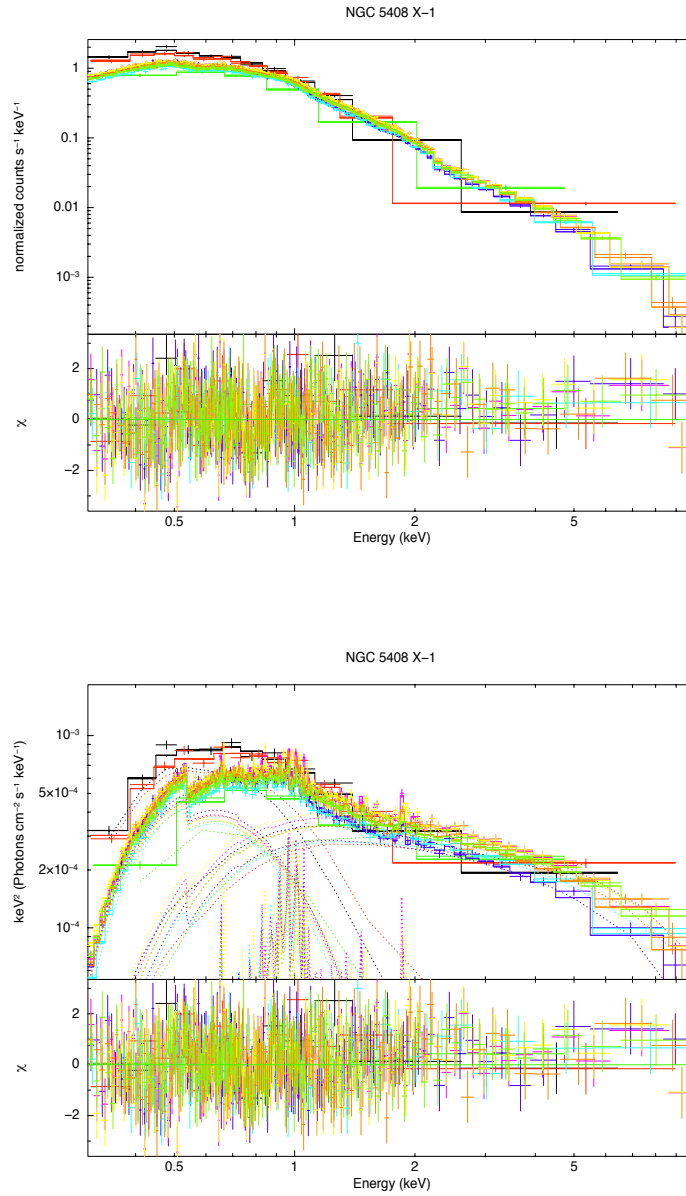 NGC 5408 X−1
normalized counts s⁻¹ keV⁻¹
1
0.1
0.01
10⁻³
χ
2
0
−2
0.5
1
2
5
Energy (keV)
NGC 5408 X−1
keV² (Photons cm⁻² s⁻¹ keV⁻¹)
10⁻³
5×10⁻⁴
2×10⁻⁴
10⁻⁴
χ
2
0
−2
0.5
1
2
5
Energy (keV)